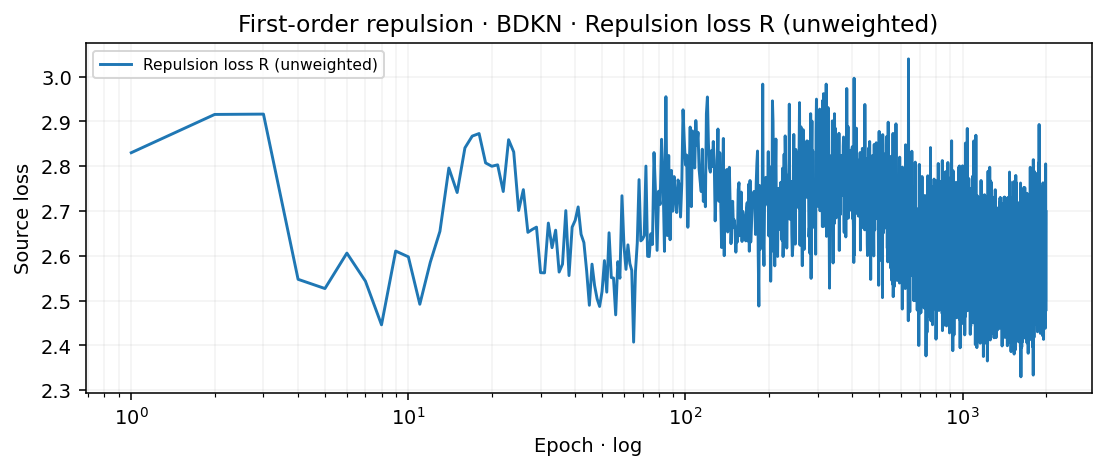 First-order repulsion · BDKN · Repulsion loss R (unweighted)
Repulsion loss R (unweighted)
Source loss
3.0
2.9
2.8
2.7
2.6
2.5
2.4
2.3
10⁰ 10¹ 10² 10³
Epoch · log